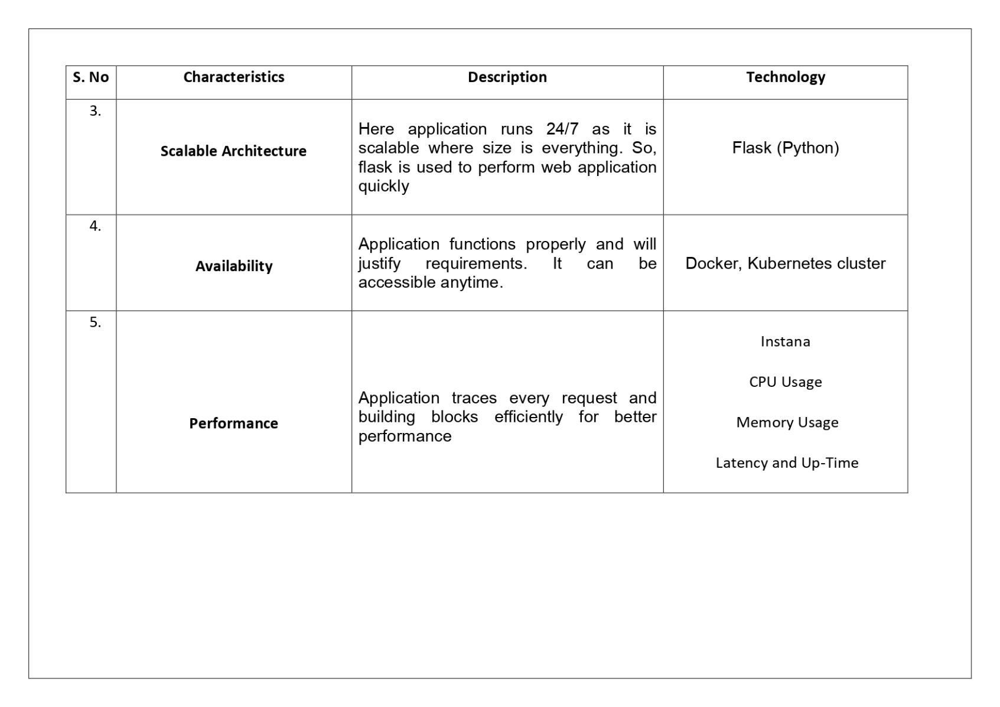 S. No Characteristics Description Technology
3.
Scalable Architecture
Here application runs 24/7 as it is
scalable where size is everything. So,
flask is used to perform web application
quickly
Flask (Python)
4.
Availability
Application functions properly and will
justify requirements. It can be
accessible anytime.
Docker, Kubernetes cluster
5.
Performance
Application traces every request and
building blocks efficiently for better
performance
Instana
CPU Usage
Memory Usage
Latency and Up-Time